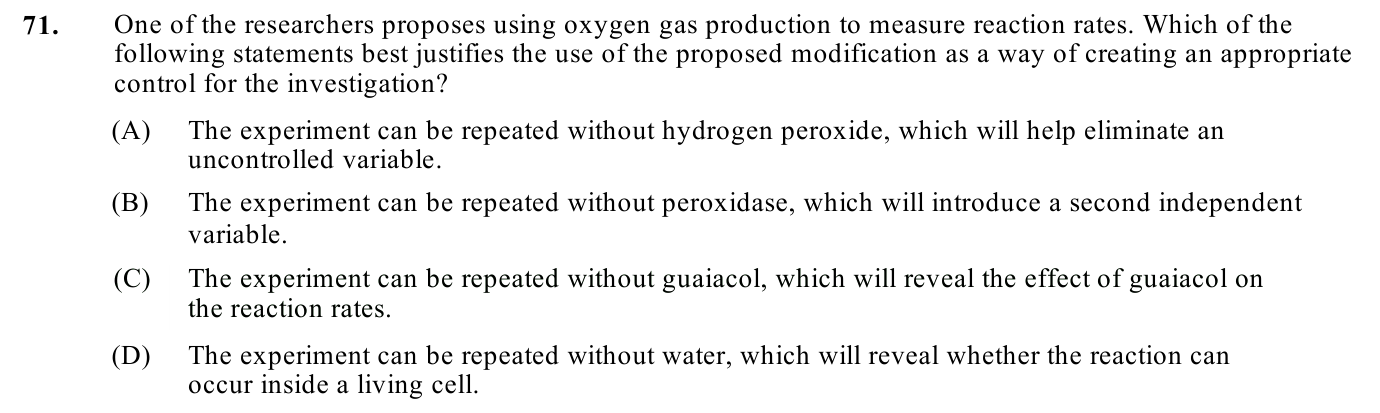 71. One of the researchers proposes using oxygen gas production to measure reaction rates. Which of the
following statements best justifies the use of the proposed modification as a way of creating an appropriate
control for the investigation?
(A) The experiment can be repeated without hydrogen peroxide, which will help eliminate an
uncontrolled variable.
(B) The experiment can be repeated without peroxidase, which will introduce a second independent
variable.
(C) The experiment can be repeated without guaiacol, which will reveal the effect of guaiacol on
the reaction rates.
(D) The experiment can be repeated without water, which will reveal whether the reaction can
occur inside a living cell.